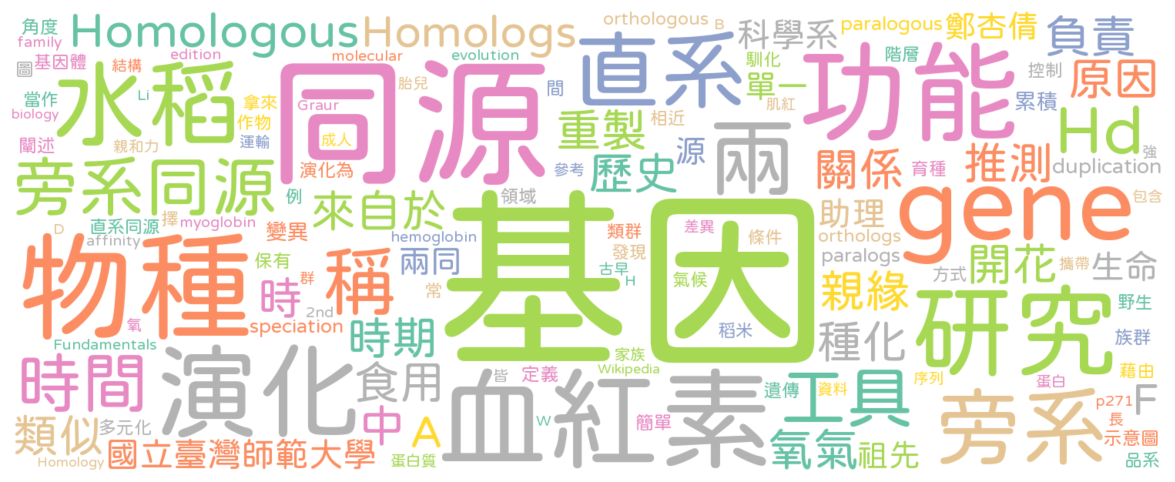 角度
family
Homologous
Homologs
orthologous
B
科學系
paralogous
鄭杏倩
負責
圖
基因體
結構
edition
molecular
evolution
直系
馴化
單一
階層
控制
原因
當作
biology
Li
水稻
拿來
作物
運輸
Graur
胎兒
同源
間
肌紅
功能
累積
Hd
闡述
親和力
成人
演化為
重製
相近
兩
關係
育種
推測
duplication
強
旁系同源
例
參考
歷史
源
領域
來自於
助理
gene
包含
直系同源
擇
myoglobin
D
affinity
變異
hemoglobin
類群
發現
差異
條件
orthologs
paralogs
開花
生命
方式
攜帶
物種
保有
群
時
稱
兩同
常
古早
H
基因
氣候
親緣
研究
野生
氧
2nd
speciation
時期
Fundamentals
稻米
種化
族群
時間
演化
食用
家族
Wikipedia
皆
定義
血紅素
遺傳
資料
序列
蛋白
藉由
類似
多元化
中
A
W
簡單
工具
旁系
p271
F
長
Homology
國立臺灣師範大學
蛋白質
氧氣
祖先
示意圖
品系